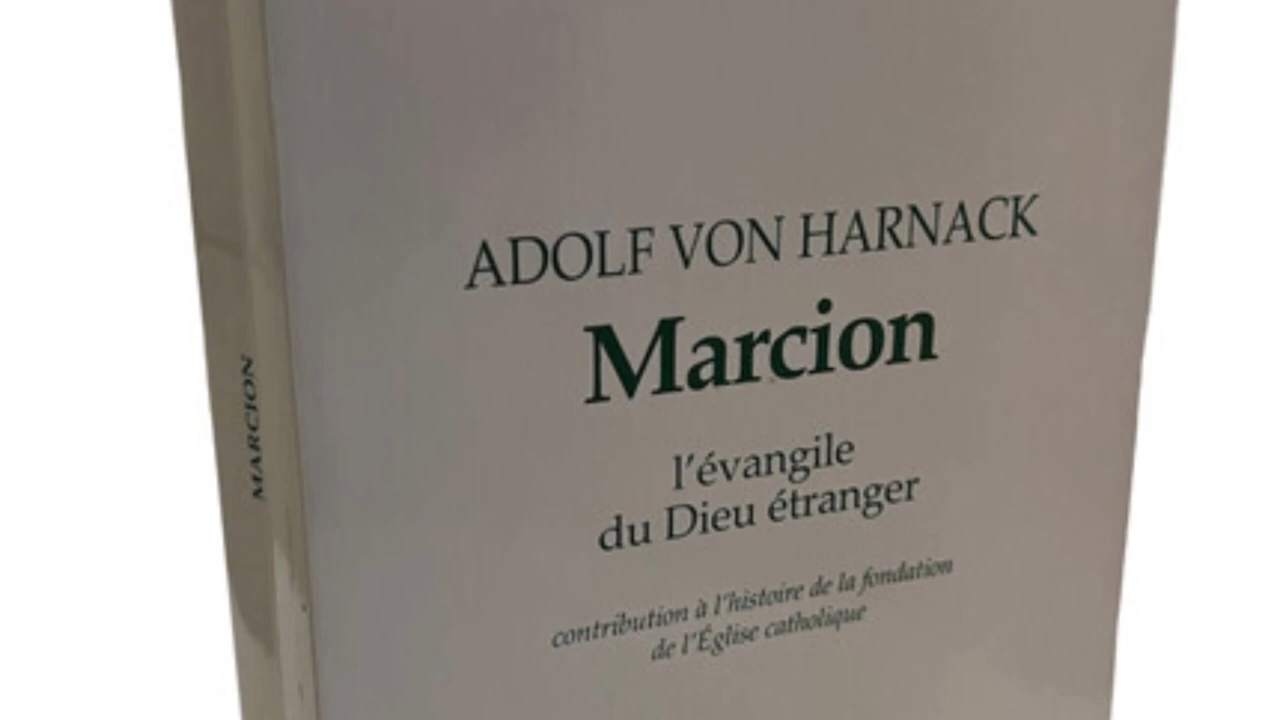 MARCION
ADOLF VON HARNACK
Marcion
l'évangile
du Dieu étranger
contribution à l'histoire de la fondation
de l'Église catholique